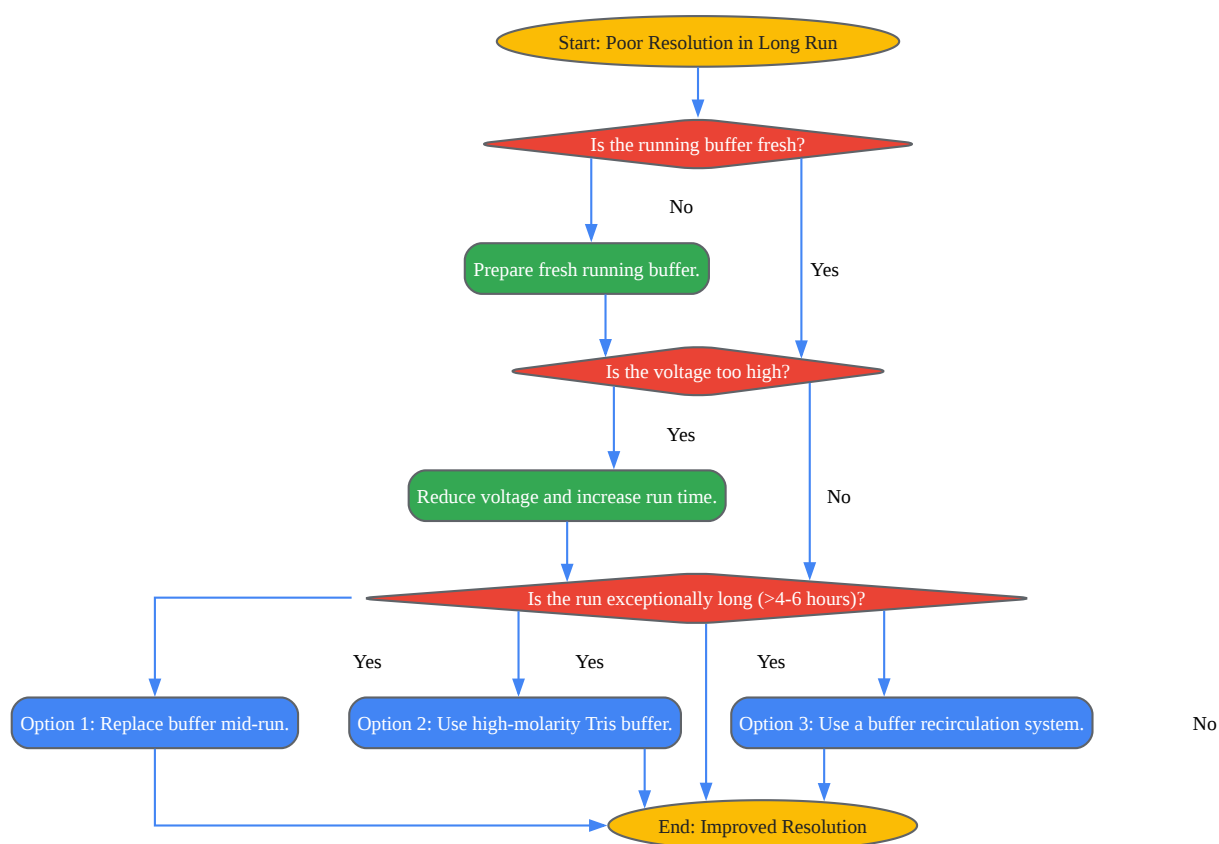 Start: Poor Resolution in Long Run
Is the running buffer fresh?
No
Prepare fresh running buffer.
Yes
Is the voltage too high?
Yes
Reduce voltage and increase run time.
No
Is the run exceptionally long (>4-6 hours)?
Yes
Yes
Yes
Option 1: Replace buffer mid-run.
Option 2: Use high-molarity Tris buffer.
Option 3: Use a buffer recirculation system.
No
End: Improved Resolution